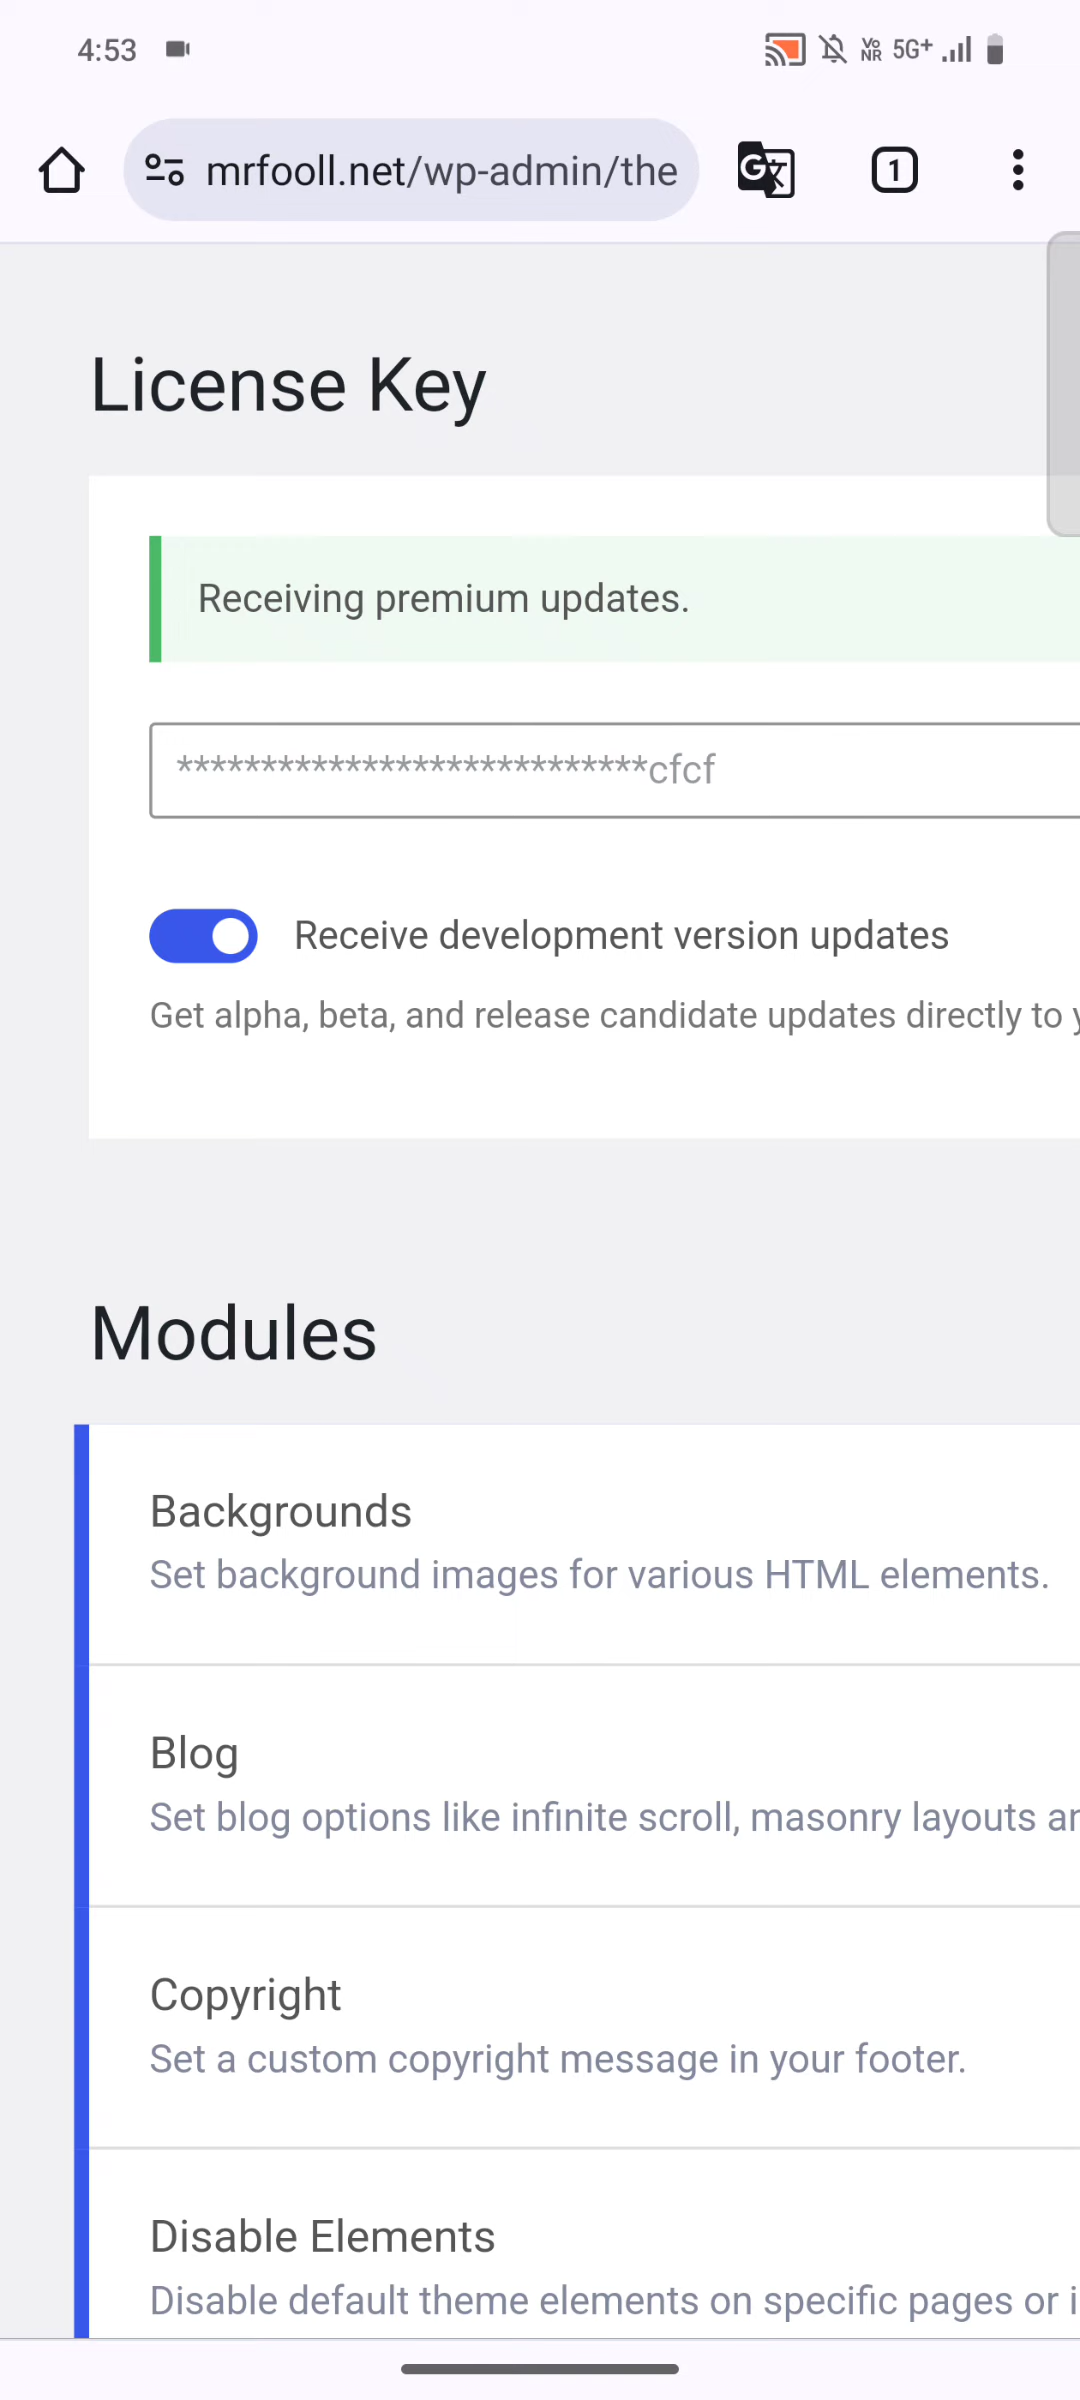 4:53
Vo NR 5G+
mrfooll.net/wp-admin/the
1
License Key
Receiving premium updates.
****************************cfcf
Receive development version updates
Get alpha, beta, and release candidate updates directly to y
Modules
Backgrounds
Set background images for various HTML elements.
Blog
Set blog options like infinite scroll, masonry layouts an
Copyright
Set a custom copyright message in your footer.
Disable Elements
Disable default theme elements on specific pages or i